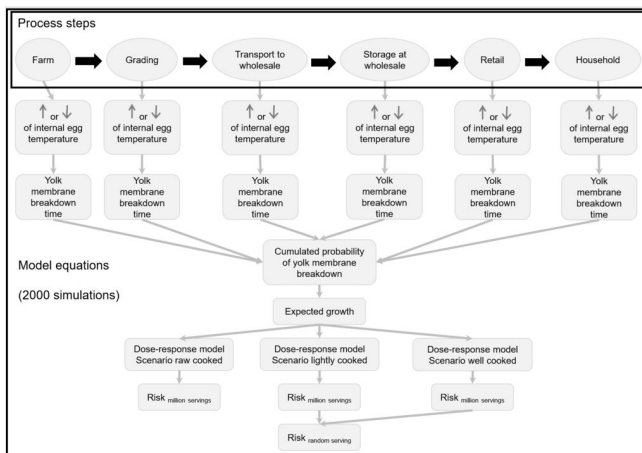 Process steps
Farm
Grading
Transport to
wholesale
Storage at
wholesale
Retail
Household
↑ or ↓
of internal egg
temperature
↑ or ↓
of internal egg
temperature
↑ or ↓
of internal egg
temperature
↑ or ↓
of internal egg
temperature
↑ or ↓
of internal egg
temperature
↑ or ↓
of internal egg
temperature
Yolk
membrane
breakdown
time
Yolk
membrane
breakdown
time
Yolk
membrane
breakdown
time
Yolk
membrane
breakdown
time
Yolk
membrane
breakdown
time
Yolk
membrane
breakdown
time
Cumulated probability
of yolk membrane
breakdown
Model equations
(2000 simulations)
Expected growth
Dose-response model
Scenario raw cooked
Dose-response model
Scenario lightly cooked
Dose-response model
Scenario well cooked
Risk million servings
Risk million servings
Risk million servings
Risk random serving